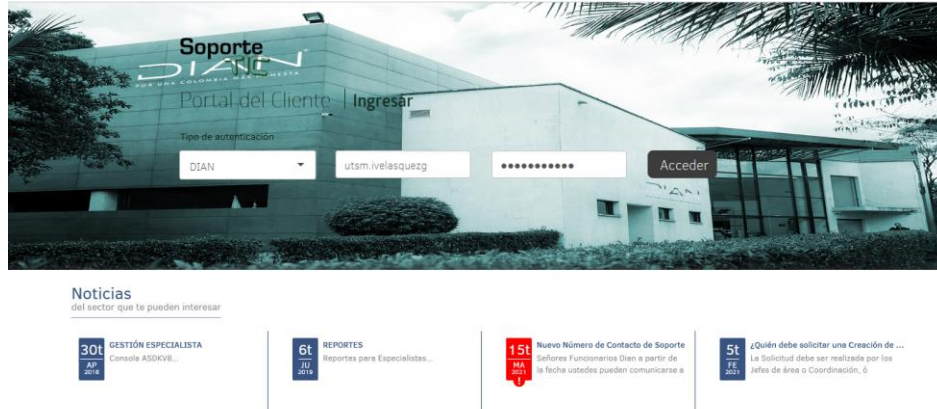 Soporte
TIC
DIAN
POR UNA COLOMBIA MÁS HONESTA
Portal del Cliente | Ingresar
Tipo de autenticación
DIAN
utsm.ivelasquezg
•••••••••••
Acceder
DIAN
Noticias
del sector que te pueden interesar
30t
AP
2018
GESTIÓN ESPECIALISTA
Consola ASDKVB...
6t
JU
2019
REPORTES
Reportes para Especialistas...
15t
MA
2021
!
Nuevo Número de Contacto de Soporte
Señores Funcionarios Dian a partir de
la fecha ustedes pueden comunicarse a
5t
FE
2021
¿Quién debe solicitar una Creación de ...
La Solicitud debe ser realizada por los
Jefes de área o Coordinación, ó